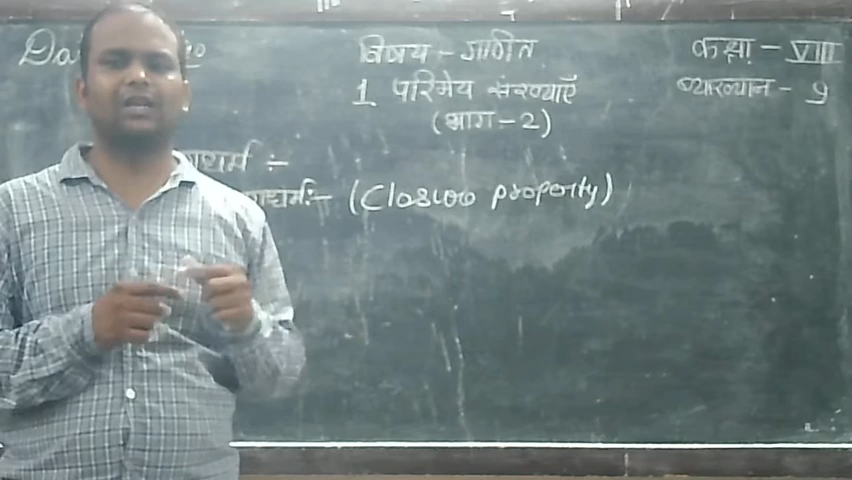 विषय - गणित
कक्षा - VIII
1 परिमेय संख्याएँ
व्याख्यान - 9
(भाग - 2)
(Closure property)